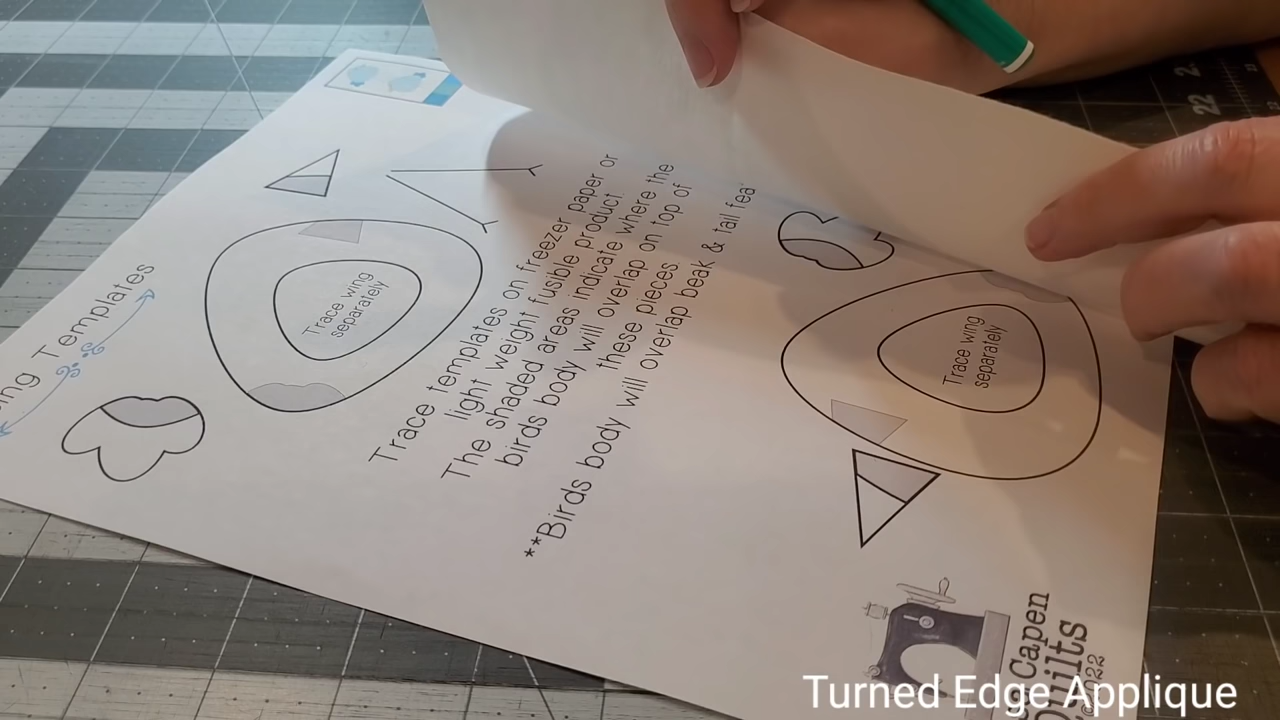 Templates
Trace wing
separately
Trace templates on freezer paper or
light weight fusible product
The shaded areas indicate where the
birds body will overlap on top of
these pieces
**Birds body will overlap beak & tail fea
Trace wing
separately
Capen
Quilts
2022
22
Turned Edge Applique